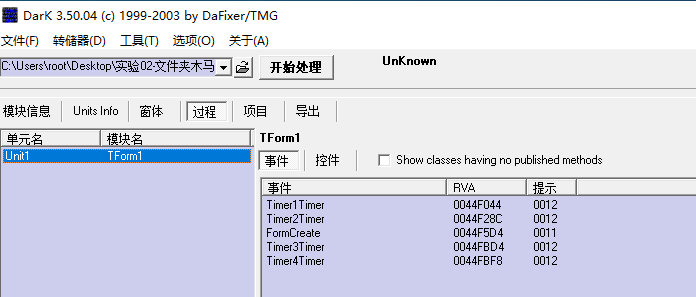 DarK 3.50.04 (c) 1999-2003 by DaFixer/TMG
文件(F) 转储器(D) 工具(T) 选项(O) 关于(A)
C:\Users\root\Desktop\实验02-文件夹木马 开始处理 UnKnown
模块信息 Units Info 窗体 过程 项目 导出
单元名 模块名
Unit1 TForm1
TForm1
事件 控件 Show classes having no published methods
事件 RVA 提示
Timer1Timer 0044F044 0012
Timer2Timer 0044F28C 0012
FormCreate 0044F5D4 0011
Timer3Timer 0044FBD4 0012
Timer4Timer 0044FBF8 0012